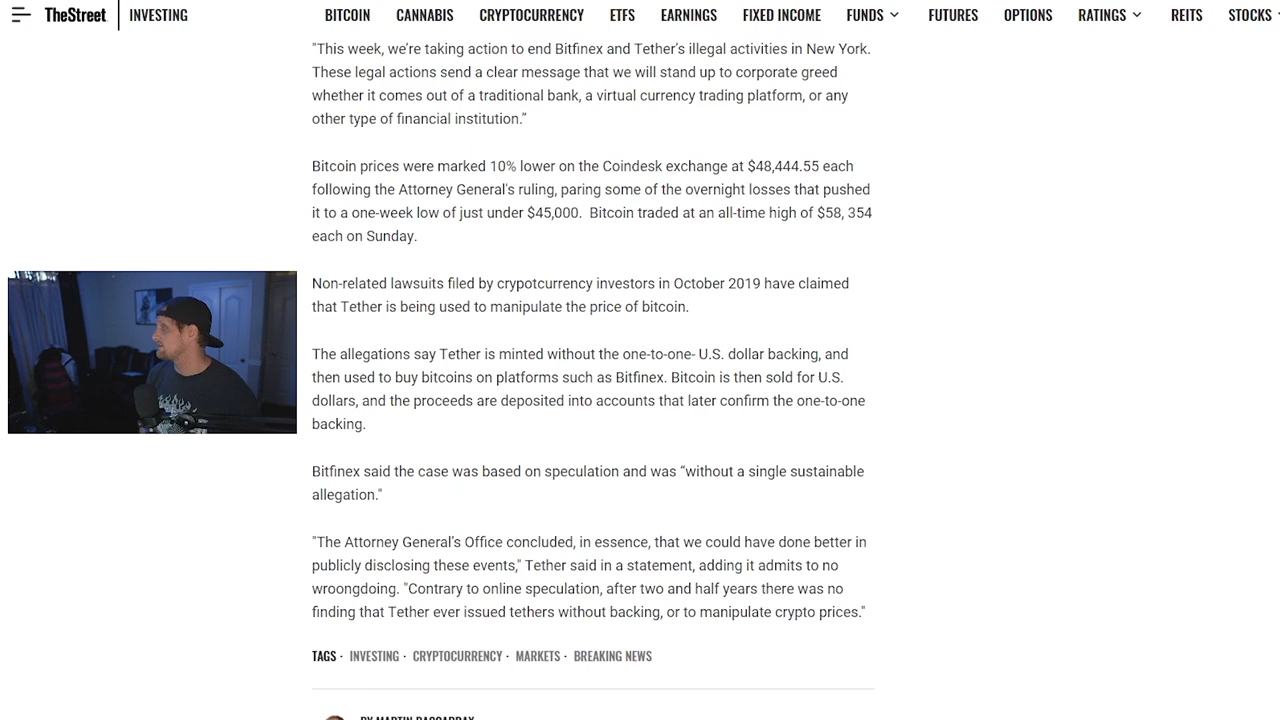 TheStreet INVESTING BITCOIN CANNABIS CRYPTOCURRENCY ETFS EARNINGS FIXED INCOME FUNDS FUTURES OPTIONS RATINGS REITS STOCKS
"This week, we're taking action to end Bitfinex and Tether's illegal activities in New York.
These legal actions send a clear message that we will stand up to corporate greed
whether it comes out of a traditional bank, a virtual currency trading platform, or any
other type of financial institution.”
Bitcoin prices were marked 10% lower on the Coindesk exchange at $48,444.55 each
following the Attorney General's ruling, paring some of the overnight losses that pushed
it to a one-week low of just under $45,000. Bitcoin traded at an all-time high of $58, 354
each on Sunday.
Non-related lawsuits filed by crypotcurrency investors in October 2019 have claimed
that Tether is being used to manipulate the price of bitcoin.
The allegations say Tether is minted without the one-to-one- U.S. dollar backing, and
then used to buy bitcoins on platforms such as Bitfinex. Bitcoin is then sold for U.S.
dollars, and the proceeds are deposited into accounts that later confirm the one-to-one
backing.
Bitfinex said the case was based on speculation and was “without a single sustainable
allegation."
"The Attorney General's Office concluded, in essence, that we could have done better in
publicly disclosing these events," Tether said in a statement, adding it admits to no
wroongdoing. "Contrary to online speculation, after two and half years there was no
finding that Tether ever issued tethers without backing, or to manipulate crypto prices."
TAGS · INVESTING · CRYPTOCURRENCY · MARKETS · BREAKING NEWS
BY MARTIN BACCARDAX